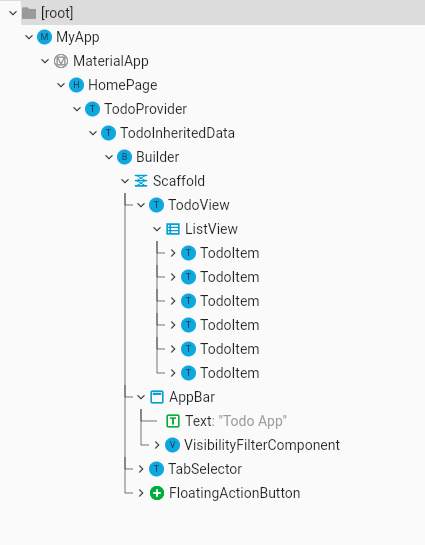 [root]
M MyApp
MaterialApp
H HomePage
T TodoProvider
T TodoInheritedData
B Builder
Scaffold
T TodoView
ListView
T TodoItem
T TodoItem
T TodoItem
T TodoItem
T TodoItem
T TodoItem
AppBar
T Text: "Todo App"
V VisibilityFilterComponent
T TabSelector
FloatingActionButton